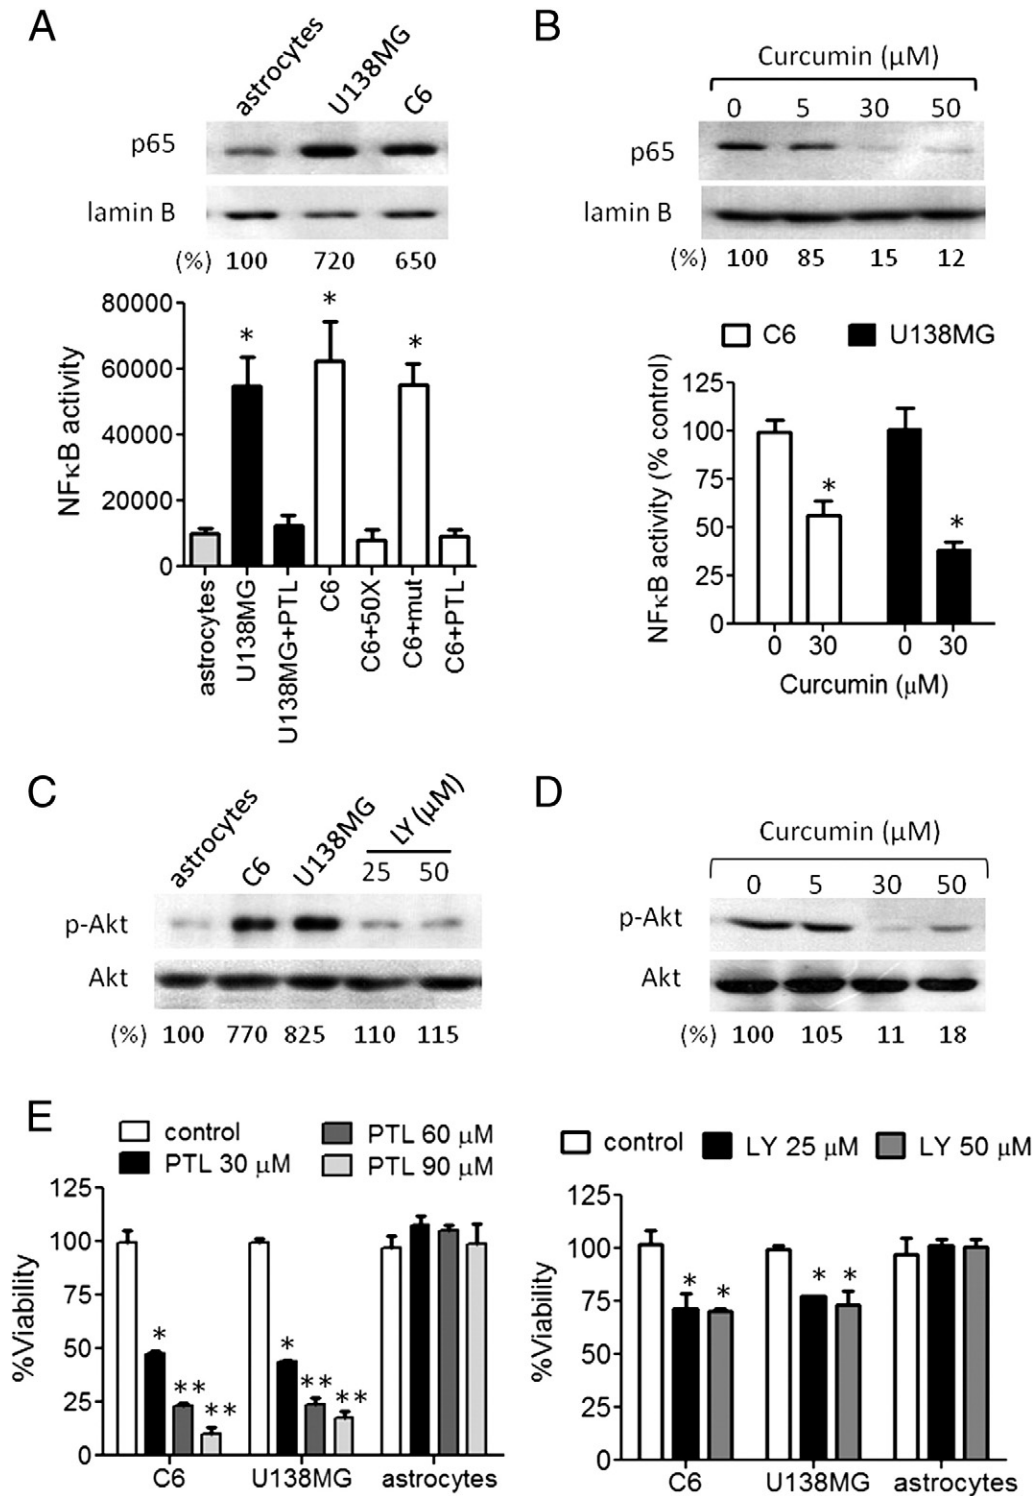 A
astrocytes
U138MG
C6
p65
lamin B
(%) 100 720 650
NFκB activity
80000
60000
40000
20000
0
*
*
*
astrocytes
U138MG
U138MG+PTL
C6
C6+50X
C6+mut
C6+PTL
B
Curcumin (μM)
0 5 30 50
p65
lamin B
(%) 100 85 15 12
C6 U138MG
NFκB activity (% control)
125
100
75
50
25
0
*
*
0 30 0 30
Curcumin (μM)
C
astrocytes
C6
U138MG
LY (μM)
25 50
p-Akt
Akt
(%) 100 770 825 110 115
D
Curcumin (μM)
0 5 30 50
p-Akt
Akt
(%) 100 105 11 18
E
control PTL 60 μM
PTL 30 μM PTL 90 μM
%Viability
125
100
75
50
25
0
* ** **
* ** **
C6 U138MG astrocytes
control LY 25 μM LY 50 μM
%Viability
125
100
75
50
25
0
* *
* *
C6 U138MG astrocytes